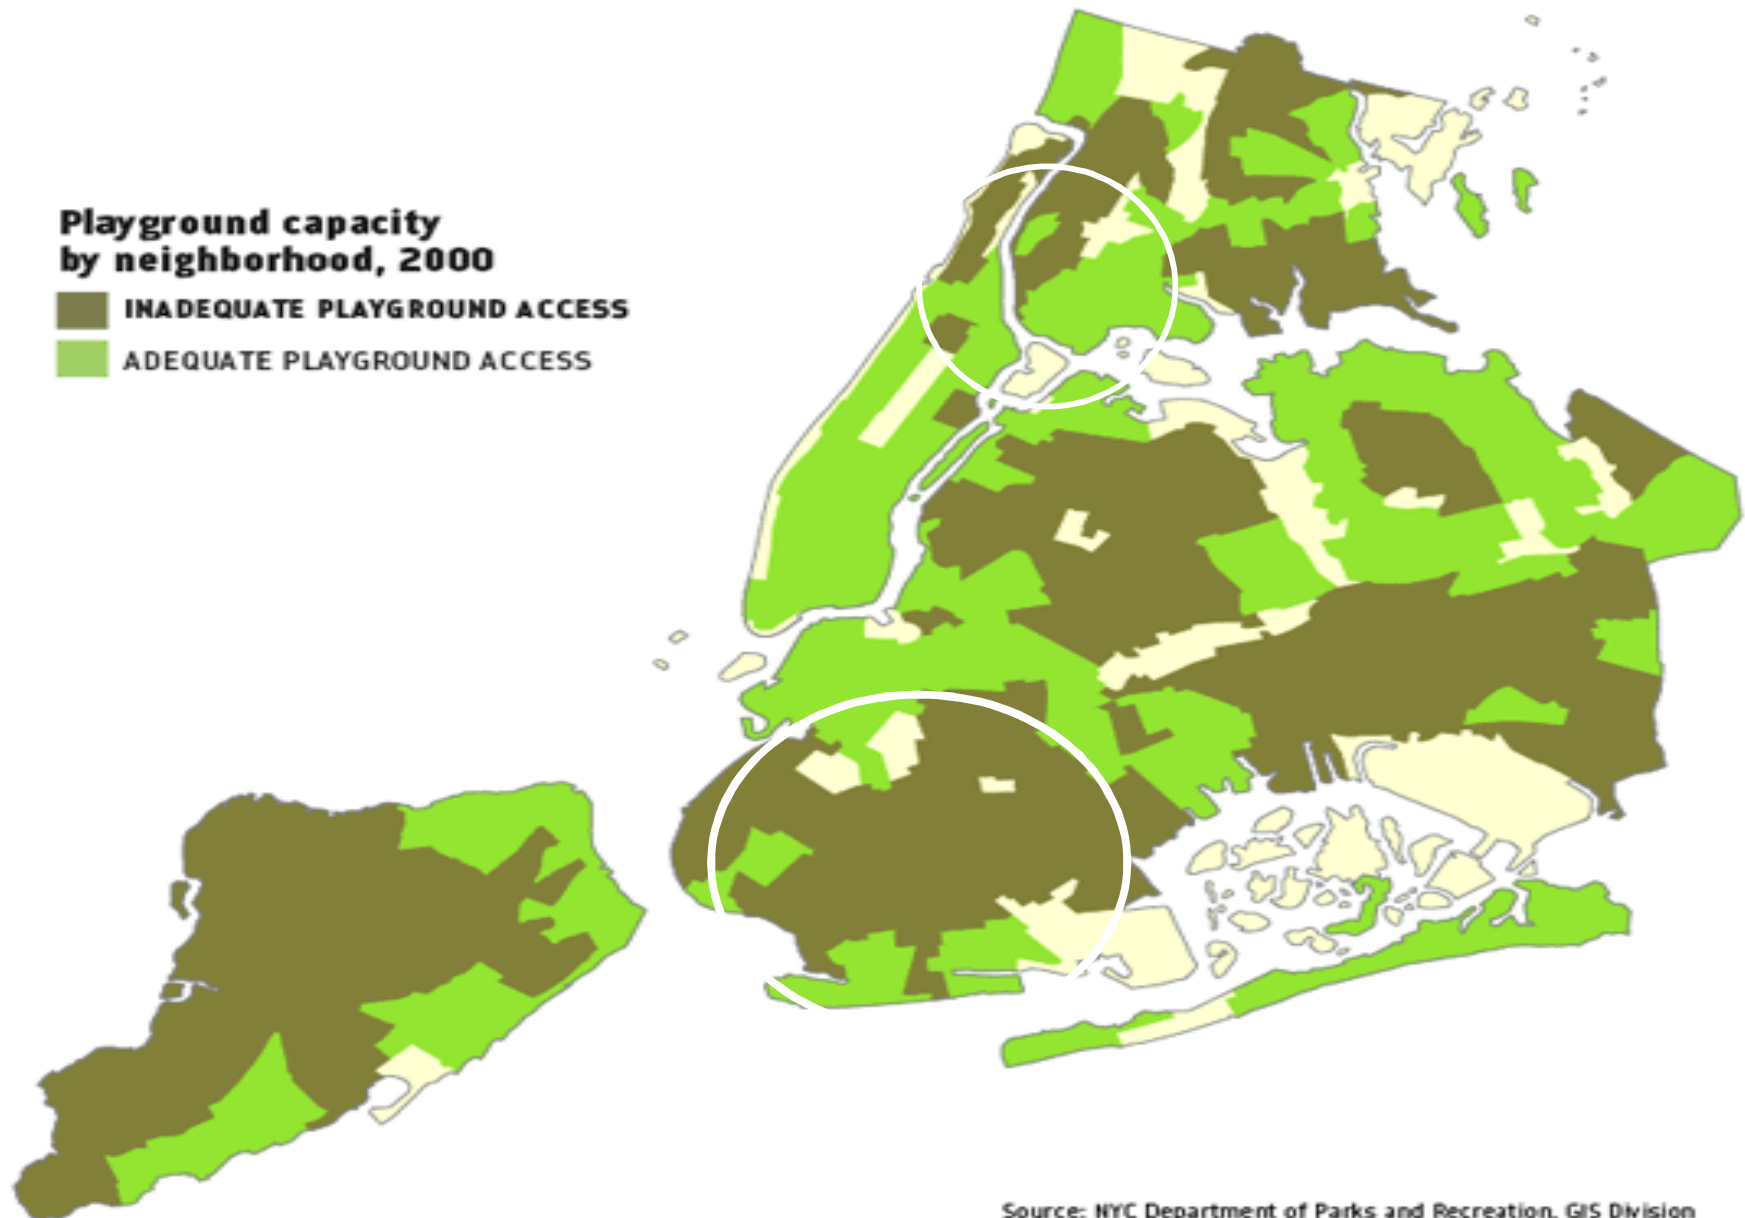 Playground capacity
by neighborhood, 2000
INADEQUATE PLAYGROUND ACCESS
ADEQUATE PLAYGROUND ACCESS
Source: NYC Department of Parks and Recreation, GIS Division